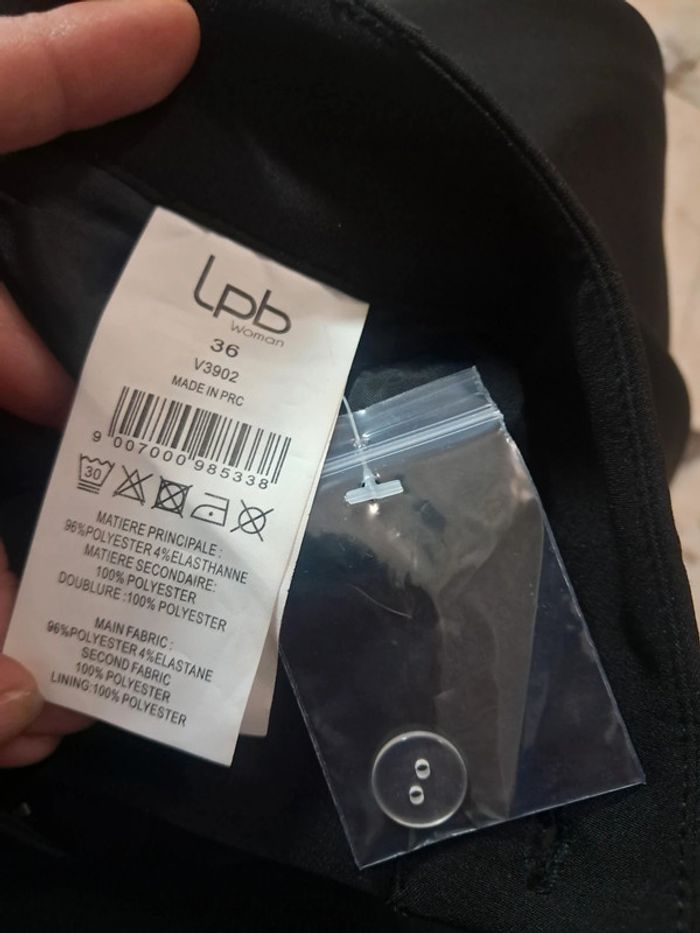 lpb
Woman
36
V3902
MADE IN PRC
9 007000 985338
30
MATIERE PRINCIPALE :
96%POLYESTER 4%ELASTHANNE
MATIERE SECONDAIRE:
100% POLYESTER
DOUBLURE :100% POLYESTER
MAIN FABRIC :
96%POLYESTER 4%ELASTANE
SECOND FABRIC
100% POLYESTER
LINING:100% POLYESTER